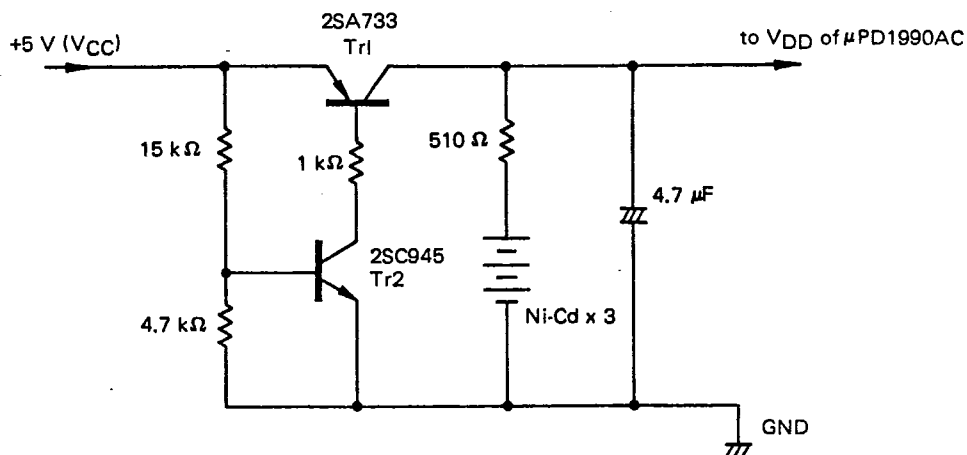 2SA733
Tr1
+5 V (VCC)
to VDD of μPD1990AC
15 kΩ
1 kΩ
510 Ω
4.7 μF
2SC945
Tr2
4.7 kΩ
Ni-Cd x 3
GND